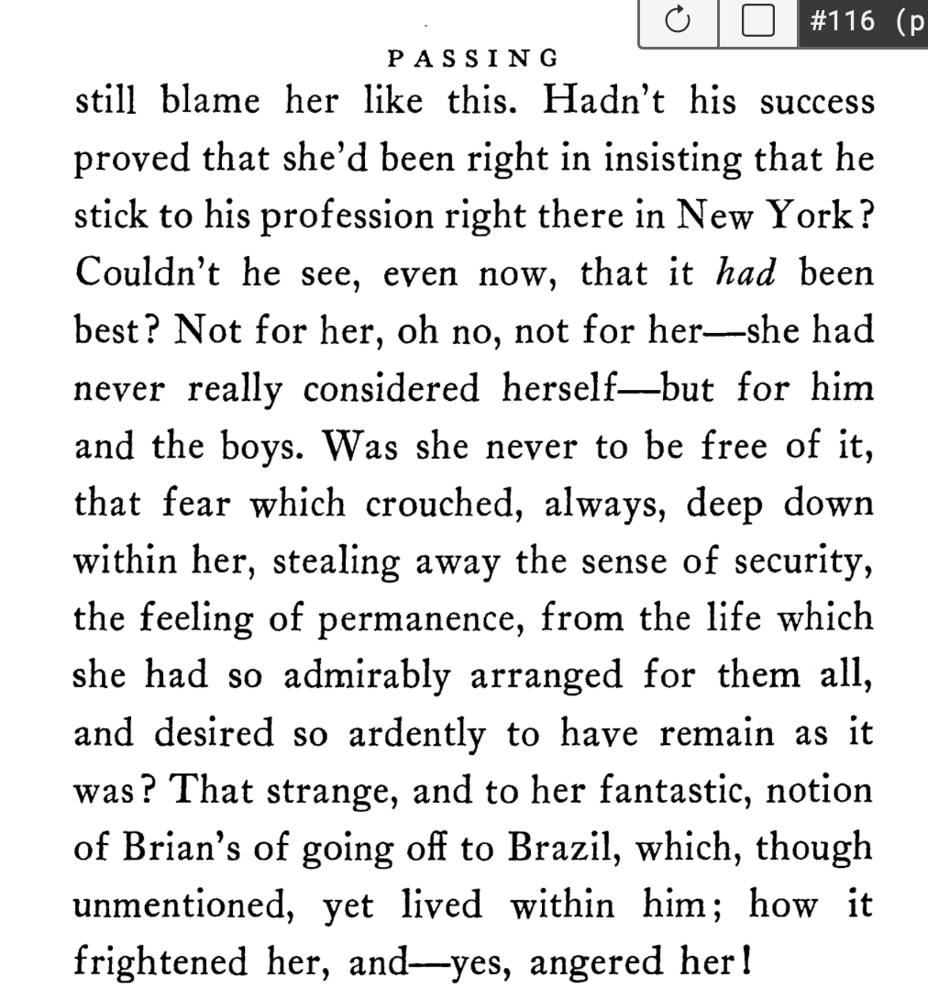 #116 (p
PASSING
still blame her like this. Hadn't his success
proved that she'd been right in insisting that he
stick to his profession right there in New York?
Couldn't he see, even now, that it had been
best? Not for her, oh no, not for her—she had
never really considered herself—but for him
and the boys. Was she never to be free of it,
that fear which crouched, always, deep down
within her, stealing away the sense of security,
the feeling of permanence, from the life which
she had so admirably arranged for them all,
and desired so ardently to have remain as it
was? That strange, and to her fantastic, notion
of Brian's of going off to Brazil, which, though
unmentioned, yet lived within him; how it
frightened her, and—yes, angered her!